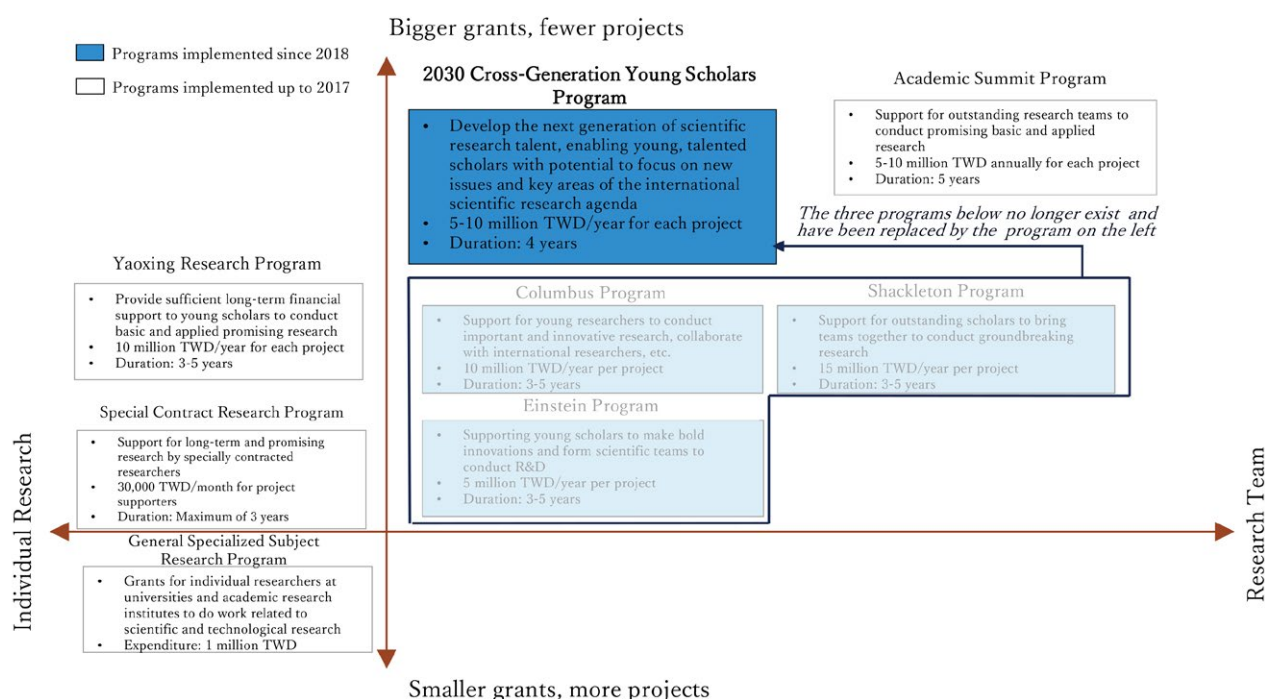 Bigger grants, fewer projects
Programs implemented since 2018
Programs implemented up to 2017
2030 Cross-Generation Young Scholars
Program
• Develop the next generation of scientific
research talent, enabling young, talented
scholars with potential to focus on new
issues and key areas of the international
scientific research agenda
• 5-10 million TWD/year for each project
• Duration: 4 years
Academic Summit Program
• Support for outstanding research teams to
conduct promising basic and applied
research
• 5-10 million TWD annually for each project
• Duration: 5 years
The three programs below no longer exist and
have been replaced by the program on the left
Yaoxing Research Program
• Provide sufficient long-term financial
support to young scholars to conduct
basic and applied promising research
• 10 million TWD/year for each project
• Duration: 3-5 years
Columbus Program
• Support for young researchers to conduct
important and innovative research, collaborate
with international researchers, etc.
• 10 million TWD/year per project
• Duration: 3-5 years
Shackleton Program
• Support for outstanding scholars to bring
teams together to conduct groundbreaking
research
• 15 million TWD/year per project
• Duration: 3-5 years
Special Contract Research Program
• Support for long-term and promising
research by specially contracted
researchers
• 30,000 TWD/month for project
supporters
• Duration: Maximum of 3 years
Einstein Program
• Supporting young scholars to make bold
innovations and form scientific teams to
conduct R&D
• 5 million TWD/year per project
• Duration: 3-5 years
Individual Research
Research Team
General Specialized Subject
Research Program
• Grants for individual researchers at
universities and academic research
institutes to do work related to
scientific and technological research
• Expenditure: 1 million TWD
Smaller grants, more projects